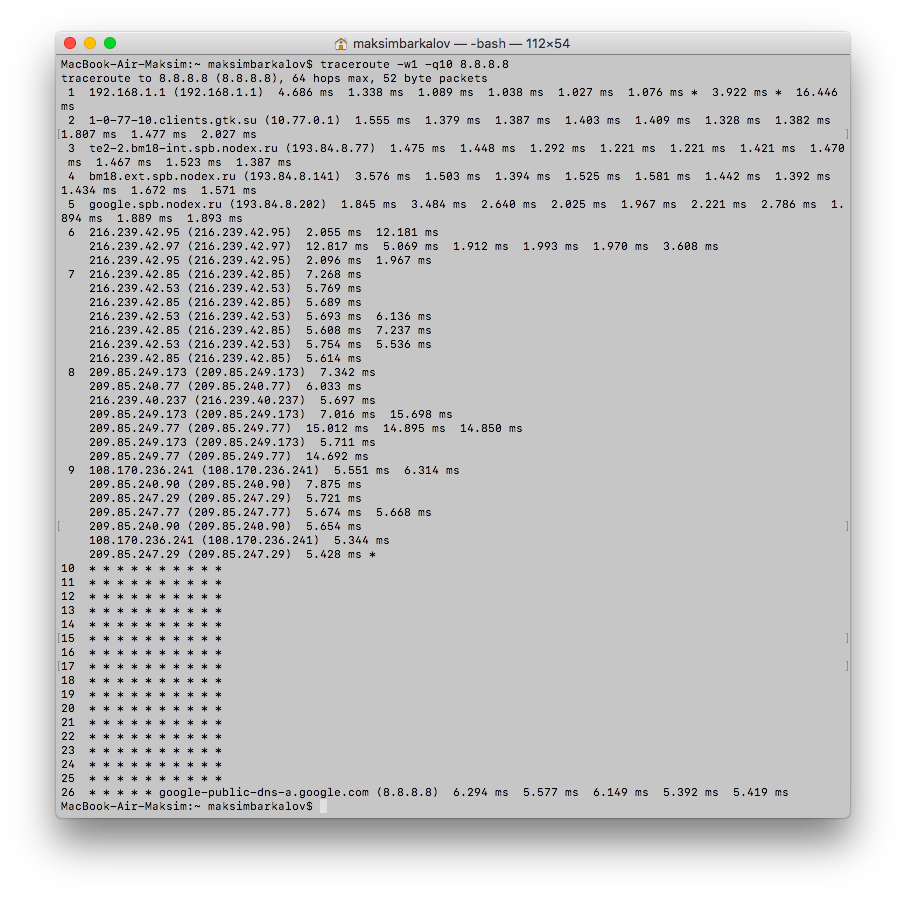 maksimbarkalov — -bash — 112×54
MacBook-Air-Maksim:~ maksimbarkalov$ traceroute -w1 -q10 8.8.8.8
traceroute to 8.8.8.8 (8.8.8.8), 64 hops max, 52 byte packets
 1  192.168.1.1 (192.168.1.1)  4.686 ms  1.338 ms  1.089 ms  1.038 ms  1.027 ms  1.076 ms *  3.922 ms *  16.446
ms
 2  1-0-77-10.clients.gtk.su (10.77.0.1)  1.555 ms  1.379 ms  1.387 ms  1.403 ms  1.409 ms  1.328 ms  1.382 ms
[1.807 ms  1.477 ms  2.027 ms ]
 3  te2-2.bm18-int.spb.nodex.ru (193.84.8.77)  1.475 ms  1.448 ms  1.292 ms  1.221 ms  1.221 ms  1.421 ms  1.470
 ms  1.467 ms  1.523 ms  1.387 ms
 4  bm18.ext.spb.nodex.ru (193.84.8.141)  3.576 ms  1.503 ms  1.394 ms  1.525 ms  1.581 ms  1.442 ms  1.392 ms
1.434 ms  1.672 ms  1.571 ms
 5  google.spb.nodex.ru (193.84.8.202)  1.845 ms  3.484 ms  2.640 ms  2.025 ms  1.967 ms  2.221 ms  2.786 ms  1.
894 ms  1.889 ms  1.893 ms
 6  216.239.42.95 (216.239.42.95)  2.055 ms  12.181 ms
    216.239.42.97 (216.239.42.97)  12.817 ms  5.069 ms  1.912 ms  1.993 ms  1.970 ms  3.608 ms
    216.239.42.95 (216.239.42.95)  2.096 ms  1.967 ms
 7  216.239.42.85 (216.239.42.85)  7.268 ms
    216.239.42.53 (216.239.42.53)  5.769 ms
    216.239.42.85 (216.239.42.85)  5.689 ms
    216.239.42.53 (216.239.42.53)  5.693 ms  6.136 ms
    216.239.42.85 (216.239.42.85)  5.608 ms  7.237 ms
    216.239.42.53 (216.239.42.53)  5.754 ms  5.536 ms
    216.239.42.85 (216.239.42.85)  5.614 ms
 8  209.85.249.173 (209.85.249.173)  7.342 ms
    209.85.240.77 (209.85.240.77)  6.033 ms
    216.239.40.237 (216.239.40.237)  5.697 ms
    209.85.249.173 (209.85.249.173)  7.016 ms  15.698 ms
    209.85.249.77 (209.85.249.77)  15.012 ms  14.895 ms  14.850 ms
    209.85.249.173 (209.85.249.173)  5.711 ms
    209.85.249.77 (209.85.249.77)  14.692 ms
 9  108.170.236.241 (108.170.236.241)  5.551 ms  6.314 ms
    209.85.240.90 (209.85.240.90)  7.875 ms
    209.85.247.29 (209.85.247.29)  5.721 ms
    209.85.247.77 (209.85.247.77)  5.674 ms  5.668 ms
[   209.85.240.90 (209.85.240.90)  5.654 ms ]
    108.170.236.241 (108.170.236.241)  5.344 ms
    209.85.247.29 (209.85.247.29)  5.428 ms *
10  * * * * * * * * * *
11  * * * * * * * * * *
12  * * * * * * * * * *
13  * * * * * * * * * *
14  * * * * * * * * * *
[15  * * * * * * * * * * ]
16  * * * * * * * * * *
[17  * * * * * * * * * * ]
18  * * * * * * * * * *
19  * * * * * * * * * *
20  * * * * * * * * * *
21  * * * * * * * * * *
22  * * * * * * * * * *
23  * * * * * * * * * *
24  * * * * * * * * * *
25  * * * * * * * * * *
26  * * * * * google-public-dns-a.google.com (8.8.8.8)  6.294 ms  5.577 ms  6.149 ms  5.392 ms  5.419 ms
MacBook-Air-Maksim:~ maksimbarkalov$